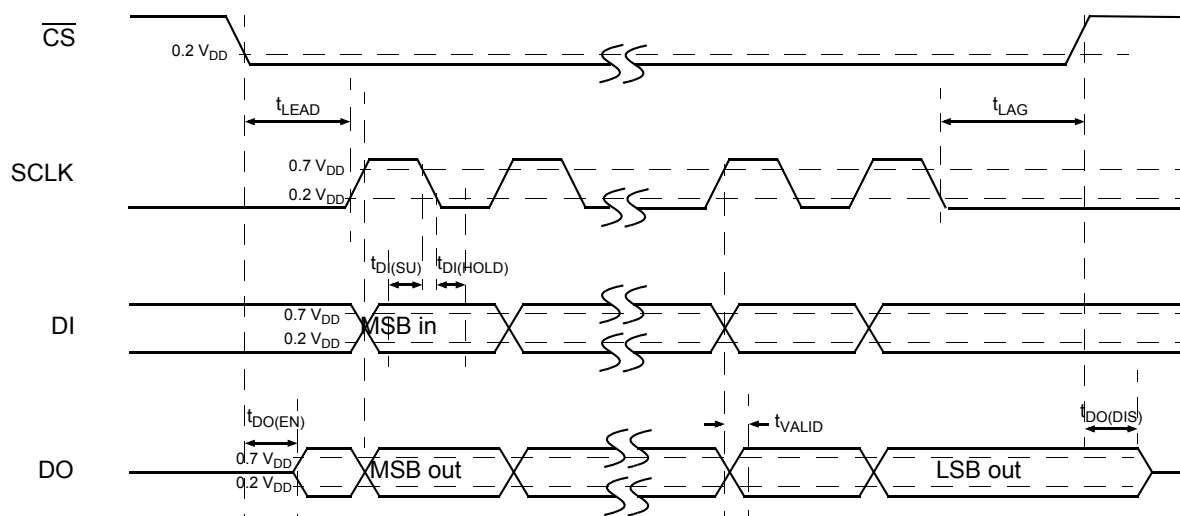 CS
0.2 VDD
tLEAD
tLAG
SCLK
0.7 VDD
0.2 VDD
tDI(SU)
tDI(HOLD)
DI
0.7 VDD
MSB in
0.2 VDD
tDO(EN)
tVALID
tDO(DIS)
DO
0.7 VDD
MSB out
LSB out
0.2 VDD